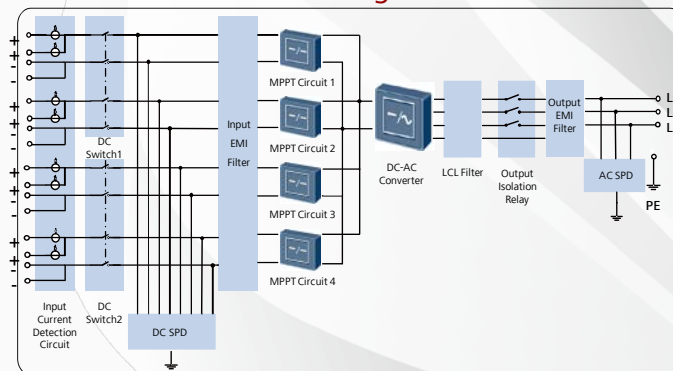 +
+
-
-
+
+
-
-
+
+
-
-
+
+
-
-
Input
Current
Detection
Circuit
DC
Switch1
DC
Switch2
DC SPD
Input
EMI
Filter
MPPT Circuit 1
MPPT Circuit 2
MPPT Circuit 3
MPPT Circuit 4
DC-AC
Converter
LCL Filter
Output
Isolation
Relay
Output
EMI
Filter
AC SPD
L
L
L
PE